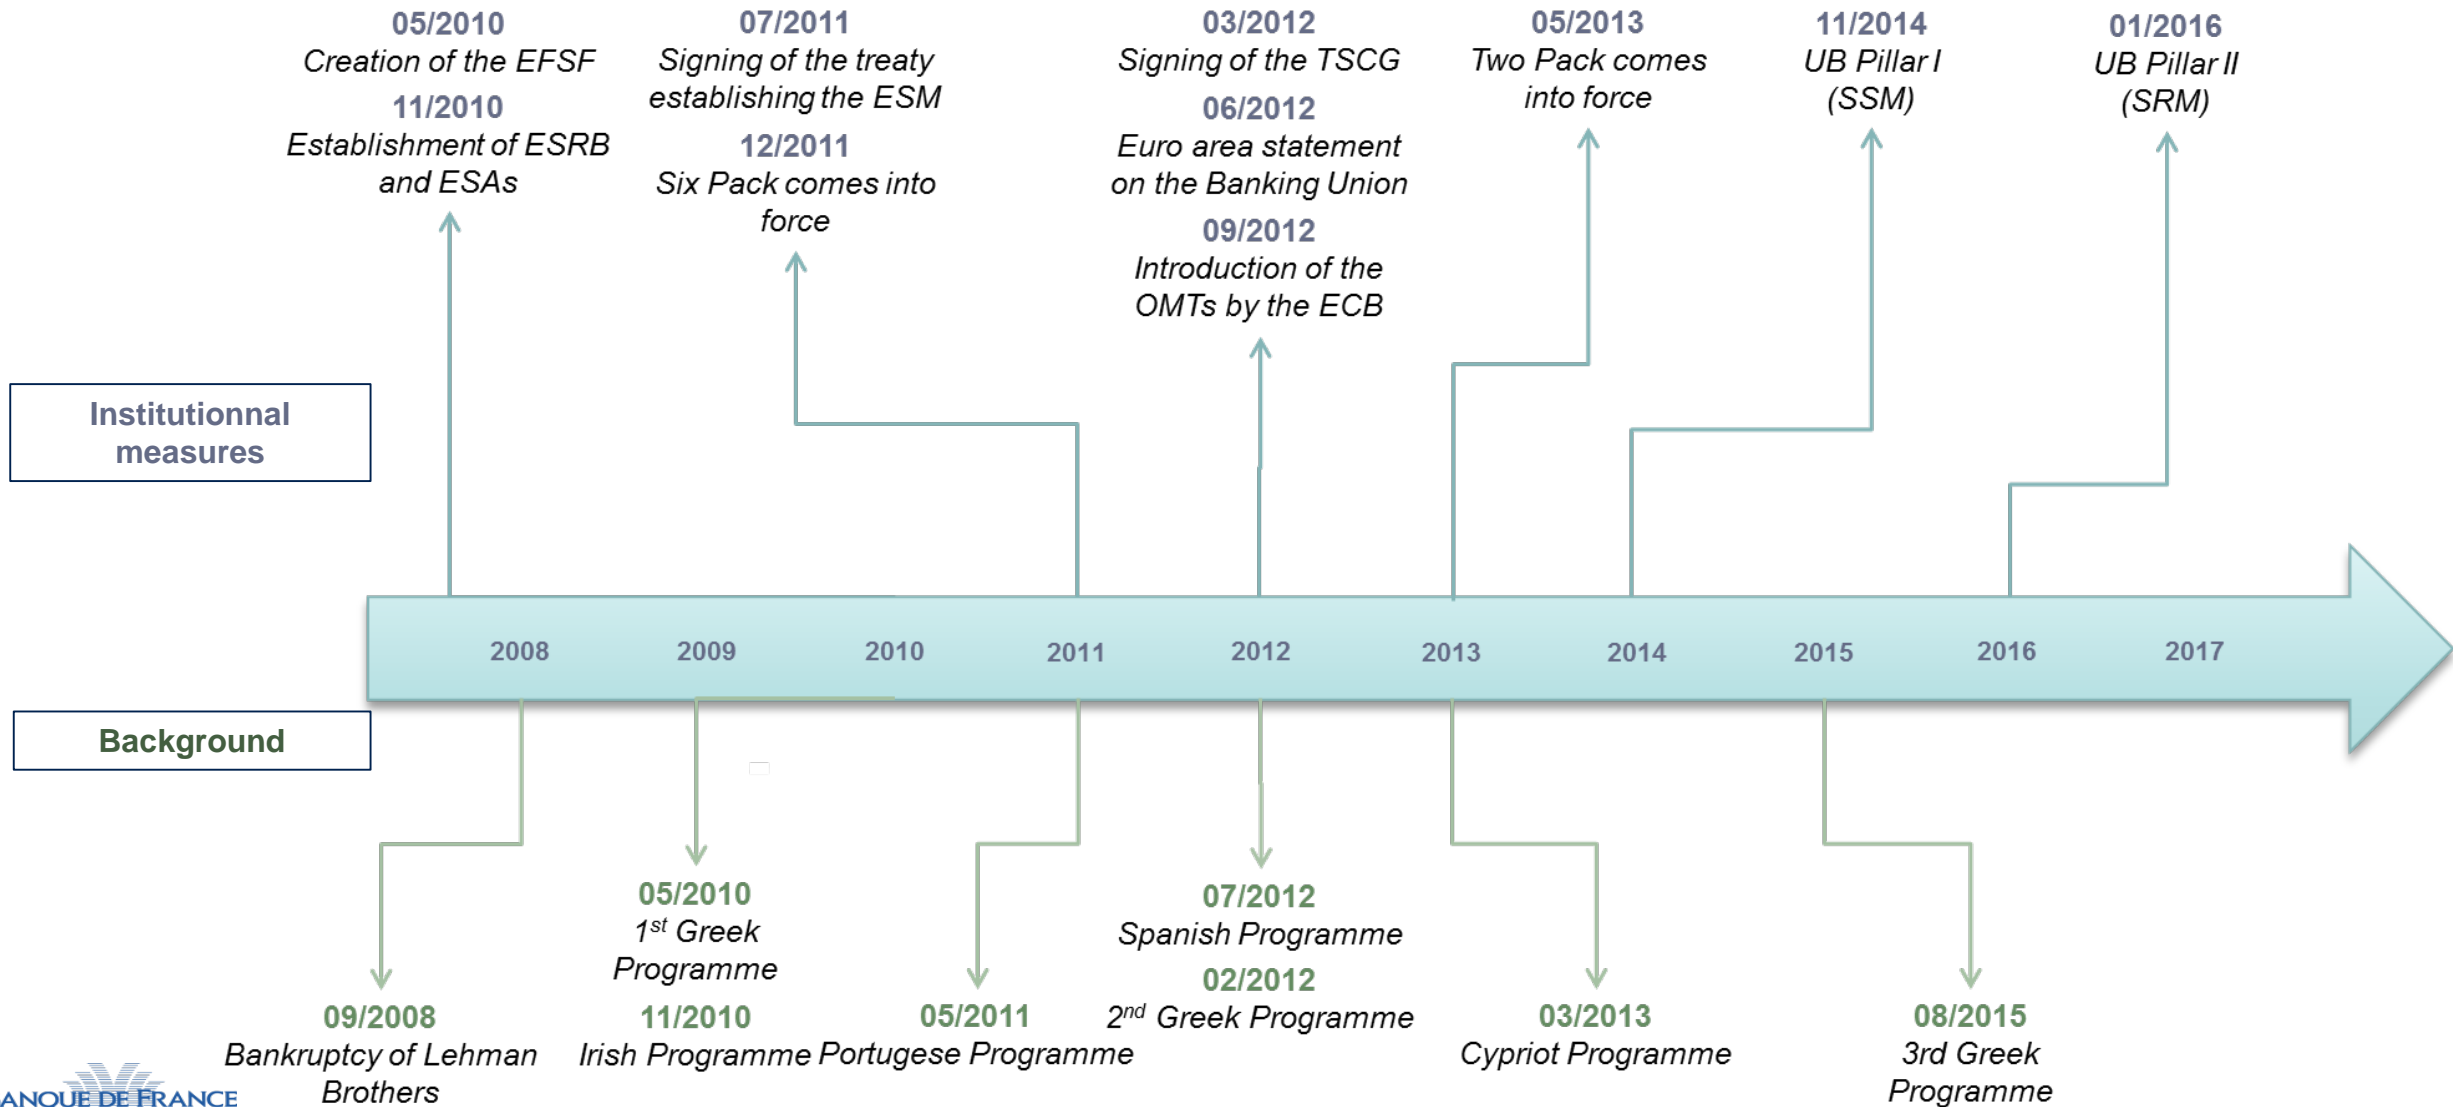 05/2010
Creation of the EFSF
11/2010
Establishment of ESRB
and ESAs
07/2011
Signing of the treaty
establishing the ESM
12/2011
Six Pack comes into
force
03/2012
Signing of the TSCG
06/2012
Euro area statement
on the Banking Union
09/2012
Introduction of the
OMTs by the ECB
05/2013
Two Pack comes
into force
11/2014
UB Pillar I
(SSM)
01/2016
UB Pillar II
(SRM)
Institutionnal
measures
2008 2009 2010 2011 2012 2013 2014 2015 2016 2017
Background
09/2008
Bankruptcy of Lehman
Brothers
05/2010
1st Greek
Programme
11/2010
Irish Programme
05/2011
Portugese Programme
07/2012
Spanish Programme
02/2012
2nd Greek Programme
03/2013
Cypriot Programme
08/2015
3rd Greek
Programme
ANQUE DE FRANCE